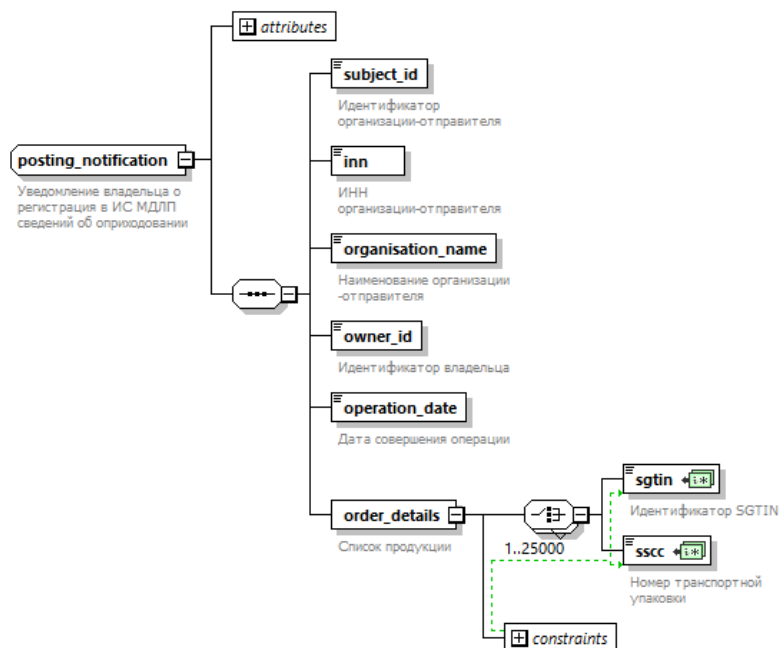 attributes
subject_id
Идентификатор
организации-отправителя
posting_notification
Уведомление владельца о
регистрация в ИС МДЛП
сведений об оприходовании
inn
ИНН
организации-отправителя
organisation_name
Наименование организации
-отправителя
owner_id
Идентификатор владельца
operation_date
Дата совершения операции
order_details
Список продукции
1..25000
sgtin
Идентификатор SGTIN
sscc
Номер транспортной
упаковки
constraints